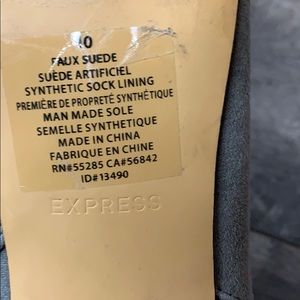 10
FAUX SUEDE
SUÈDE ARTIFICIEL
SYNTHETIC SOCK LINING
PREMIÈRE DE PROPRETÉ SYNTHÉTIQUE
MAN MADE SOLE
SEMELLE SYNTHETIQUE
MADE IN CHINA
FABRIQUE EN CHINE
RN#55285 CA#56842
ID#13490
EXPRESS